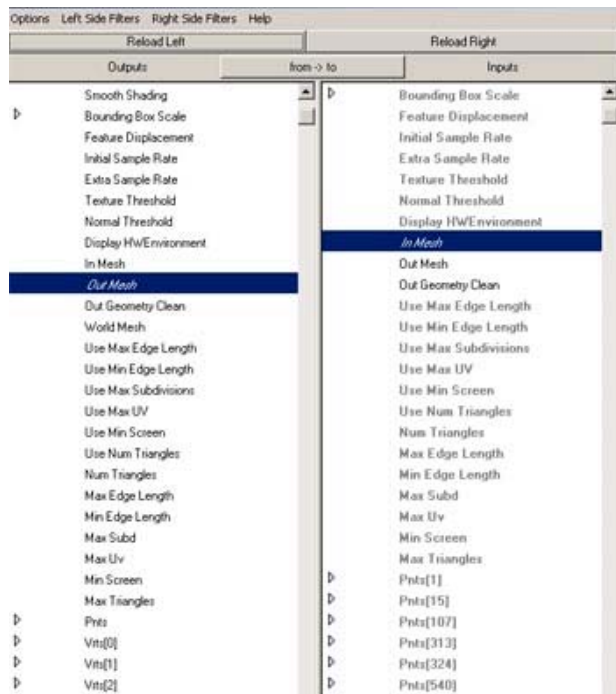 Options Left Side Filters Right Side Filters Help
Reload Left Reload Right
Outputs from -> to Inputs
Smooth Shading
Bounding Box Scale
Feature Displacement
Initial Sample Rate
Extra Sample Rate
Texture Threshold
Normal Threshold
Display HWEnvironment
In Mesh
Out Mesh
Out Geometry Clean
World Mesh
Use Max Edge Length
Use Min Edge Length
Use Max Subdivisions
Use Max UV
Use Min Screen
Use Num Triangles
Num Triangles
Max Edge Length
Min Edge Length
Max Subd
Max Uv
Min Screen
Max Triangles
Pnts
Vrts[0]
Vrts[1]
Vrts[2]
Bounding Box Scale
Feature Displacement
Initial Sample Rate
Extra Sample Rate
Texture Threshold
Normal Threshold
Display HWEnvironment
In Mesh
Out Mesh
Out Geometry Clean
Use Max Edge Length
Use Min Edge Length
Use Max Subdivisions
Use Max UV
Use Min Screen
Use Num Triangles
Num Triangles
Max Edge Length
Min Edge Length
Max Subd
Max Uv
Min Screen
Max Triangles
Pnts[1]
Pnts[15]
Pnts[107]
Pnts[313]
Pnts[324]
Pnts[540]